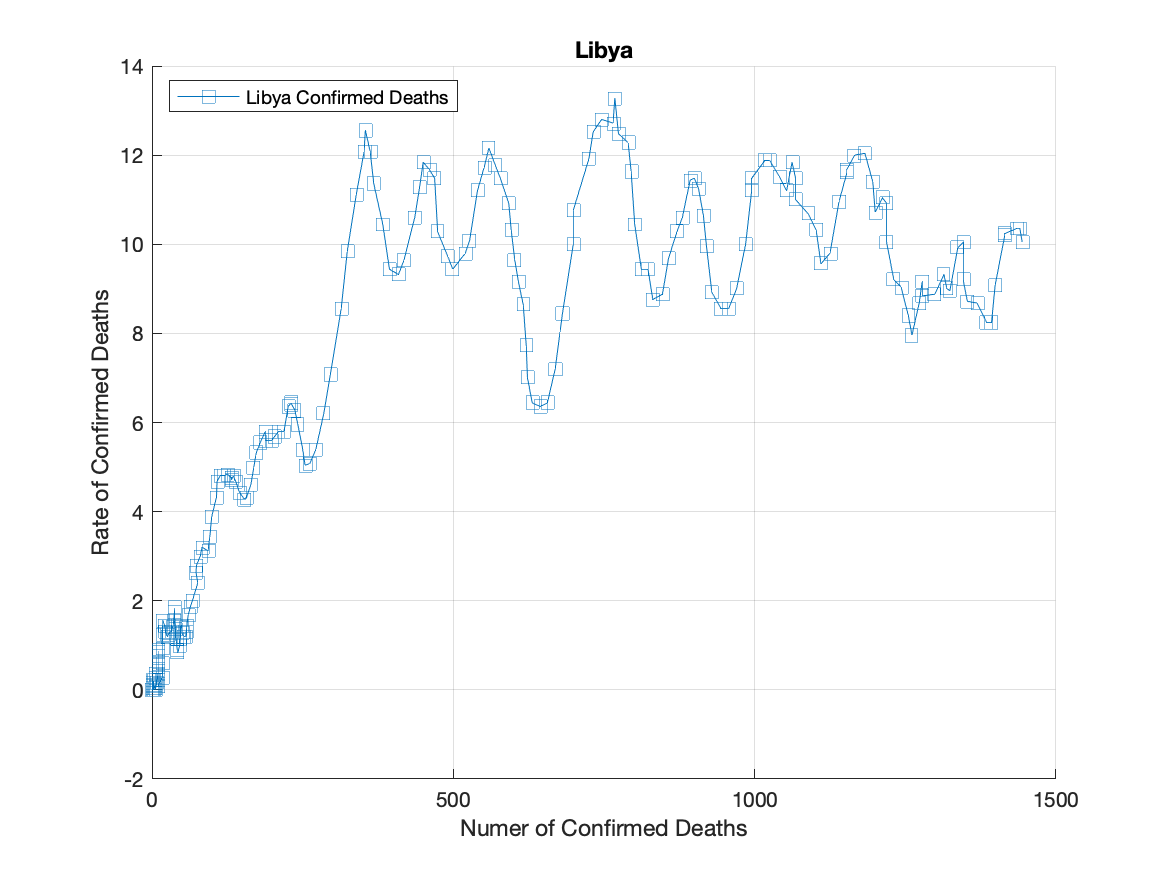 Libya
Libya Confirmed Deaths
14
12
10
8
6
4
2
0
-2
Rate of Confirmed Deaths
0 500 1000 1500
Numer of Confirmed Deaths